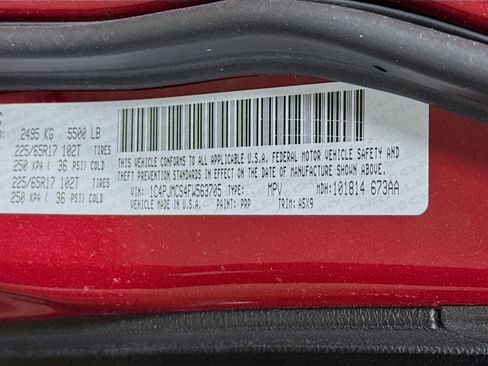 2495 KG 5500 LB
225/65R17 102T TIRES
250 KPA ( 36 PSI) COLD
225/65R17 102T TIRES
250 KPA ( 36 PSI) COLD
THIS VEHICLE CONFORMS TO ALL APPLICABLE U.S.A. FEDERAL MOTOR VEHICLE SAFETY AND
THEFT PREVENTION STANDARDS IN EFFECT ON THE DATE OF MANUFACTURE SHOWN ABOVE.
VIN: 1C4PJMCS4FW563705 TYPE: MPV MDH: 101814 673AA
VEHICLE MADE IN U.S.A. PAINT: PRP TRIM: A5X9